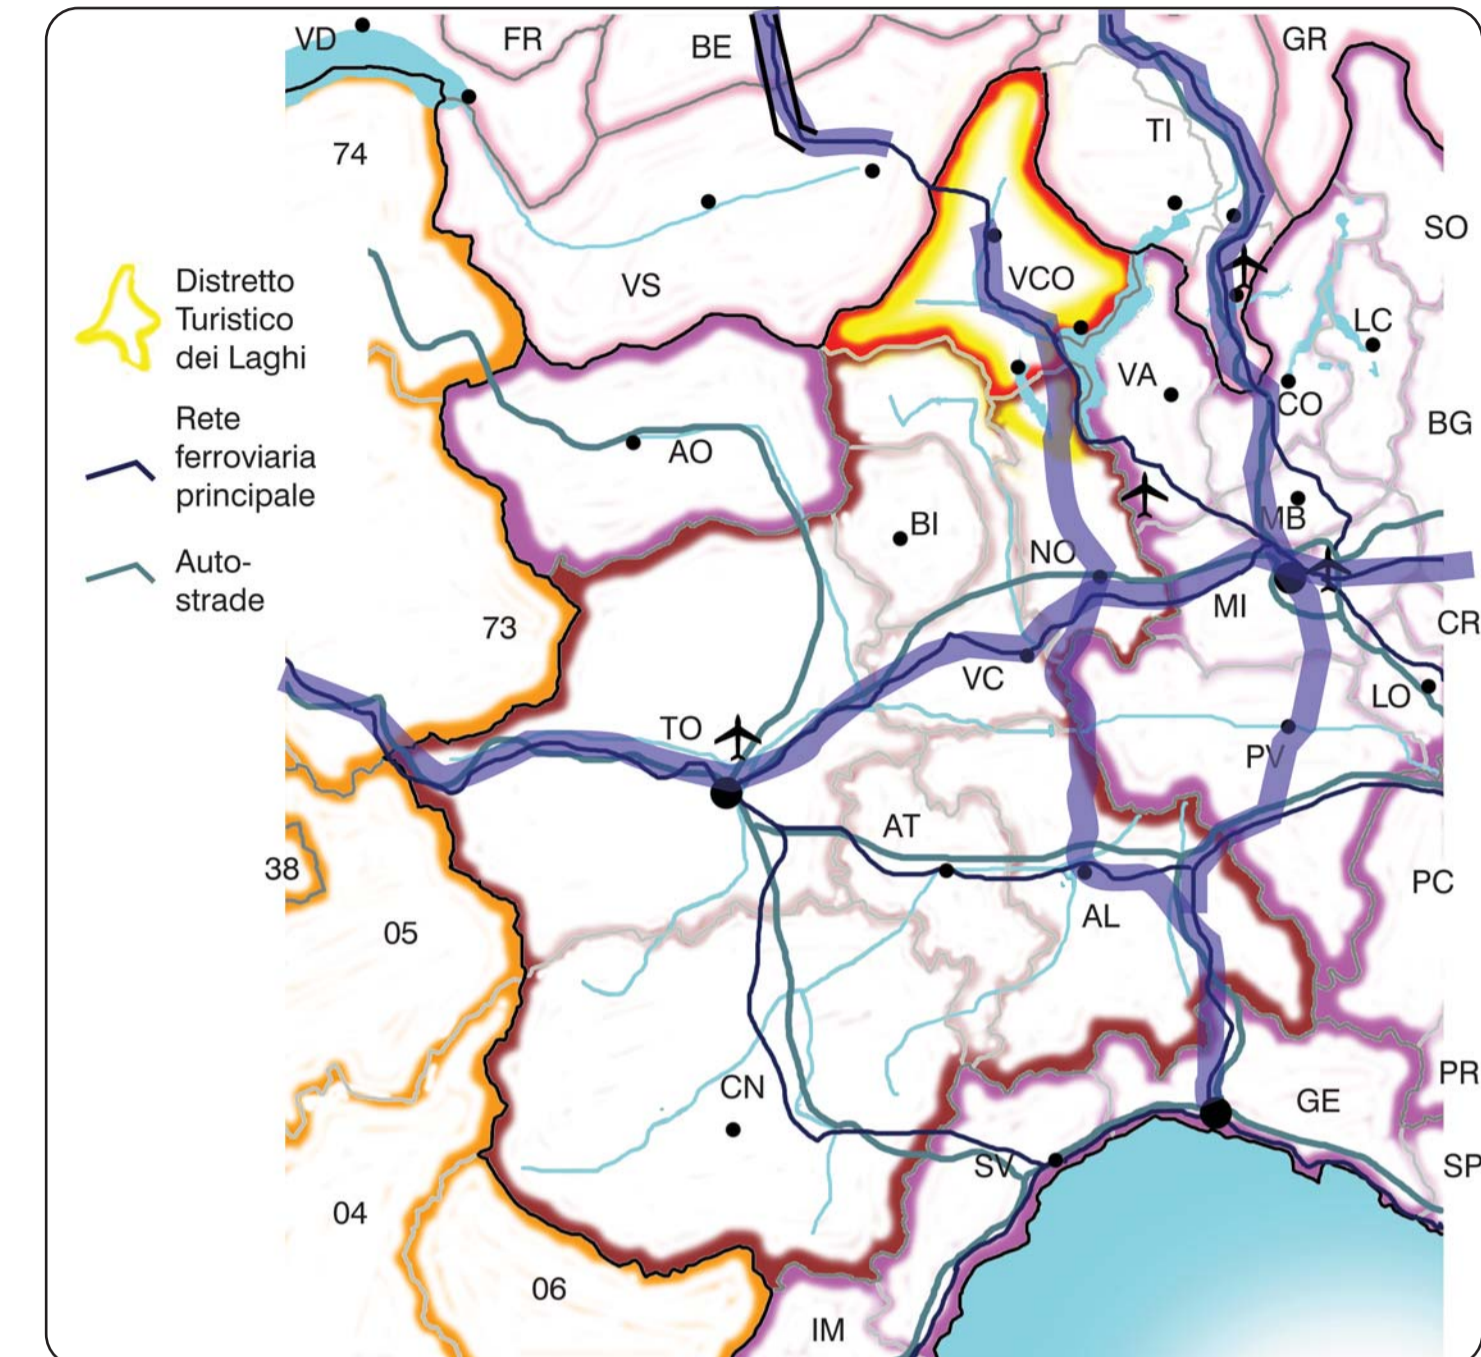 VD
FR
BE
GR
74
TI
SO
VS
VCO
LC
Distretto
Turistico
dei Laghi
VA
CO
BG
Rete
ferroviaria
principale
AO
BI
MB
NO
Auto-
strade
MI
73
CR
VC
LO
TO
PV
AT
38
PC
AL
05
PR
CN
GE
SV
SP
04
06
IM